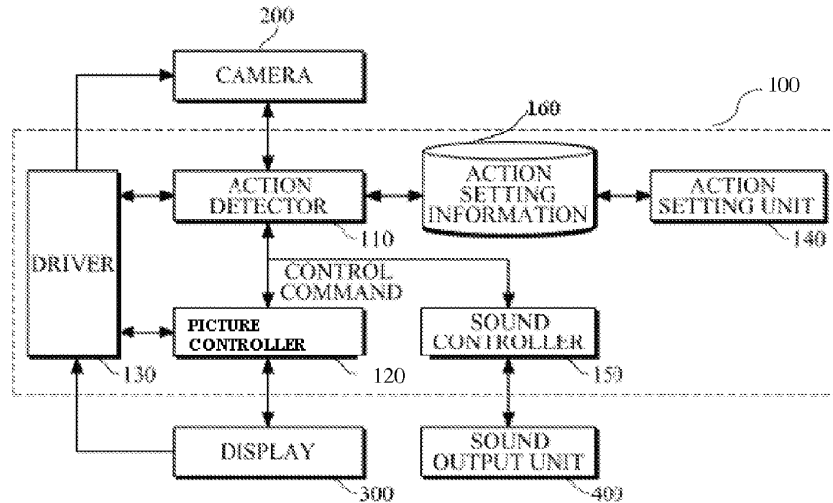 200
CAMERA
100
160
ACTION
DETECTOR
110
ACTION
SETTING
INFORMATION
ACTION
SETTING UNIT
140
DRIVER
130
CONTROL
COMMAND
PICTURE
CONTROLLER
120
SOUND
CONTROLLER
150
DISPLAY
300
SOUND
OUTPUT UNIT
400